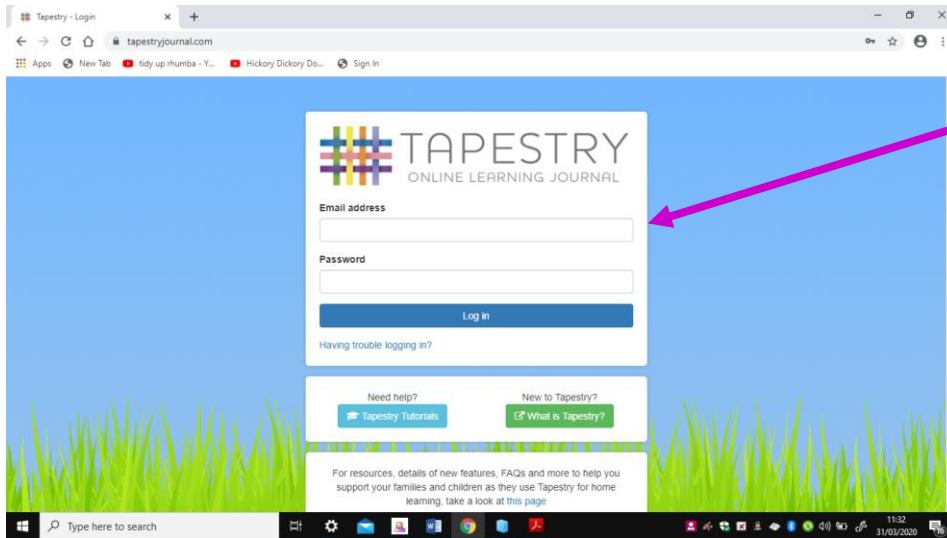 Tapestry - Login
tapestryjournal.com
Apps New Tab tidy up rhumba - Y... Hickory Dickory Do... Sign In
TAPESTRY
ONLINE LEARNING JOURNAL
Email address
Password
Log in
Having trouble logging in?
Need help? New to Tapestry?
Tapestry Tutorials What is Tapestry?
For resources, details of new features, FAQs and more to help you
support your families and children as they use Tapestry for home
learning, take a look at this page
Type here to search
11:32
31/03/2020
16